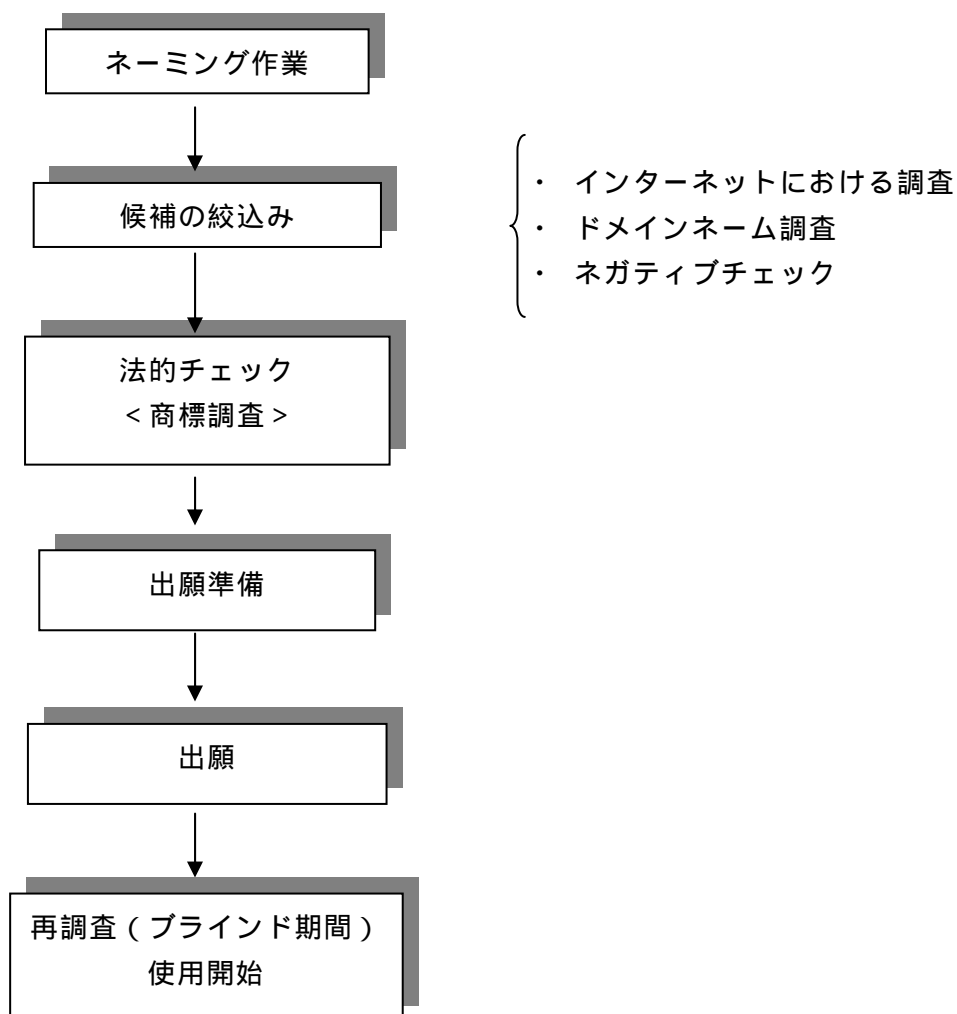 ネーミング作業
候補の絞込み
・ インターネットにおける調査
・ ドメインネーム調査
・ ネガティブチェック
法的チェック
＜商標調査＞
出願準備
出願
再調査（ブラインド期間）
使用開始